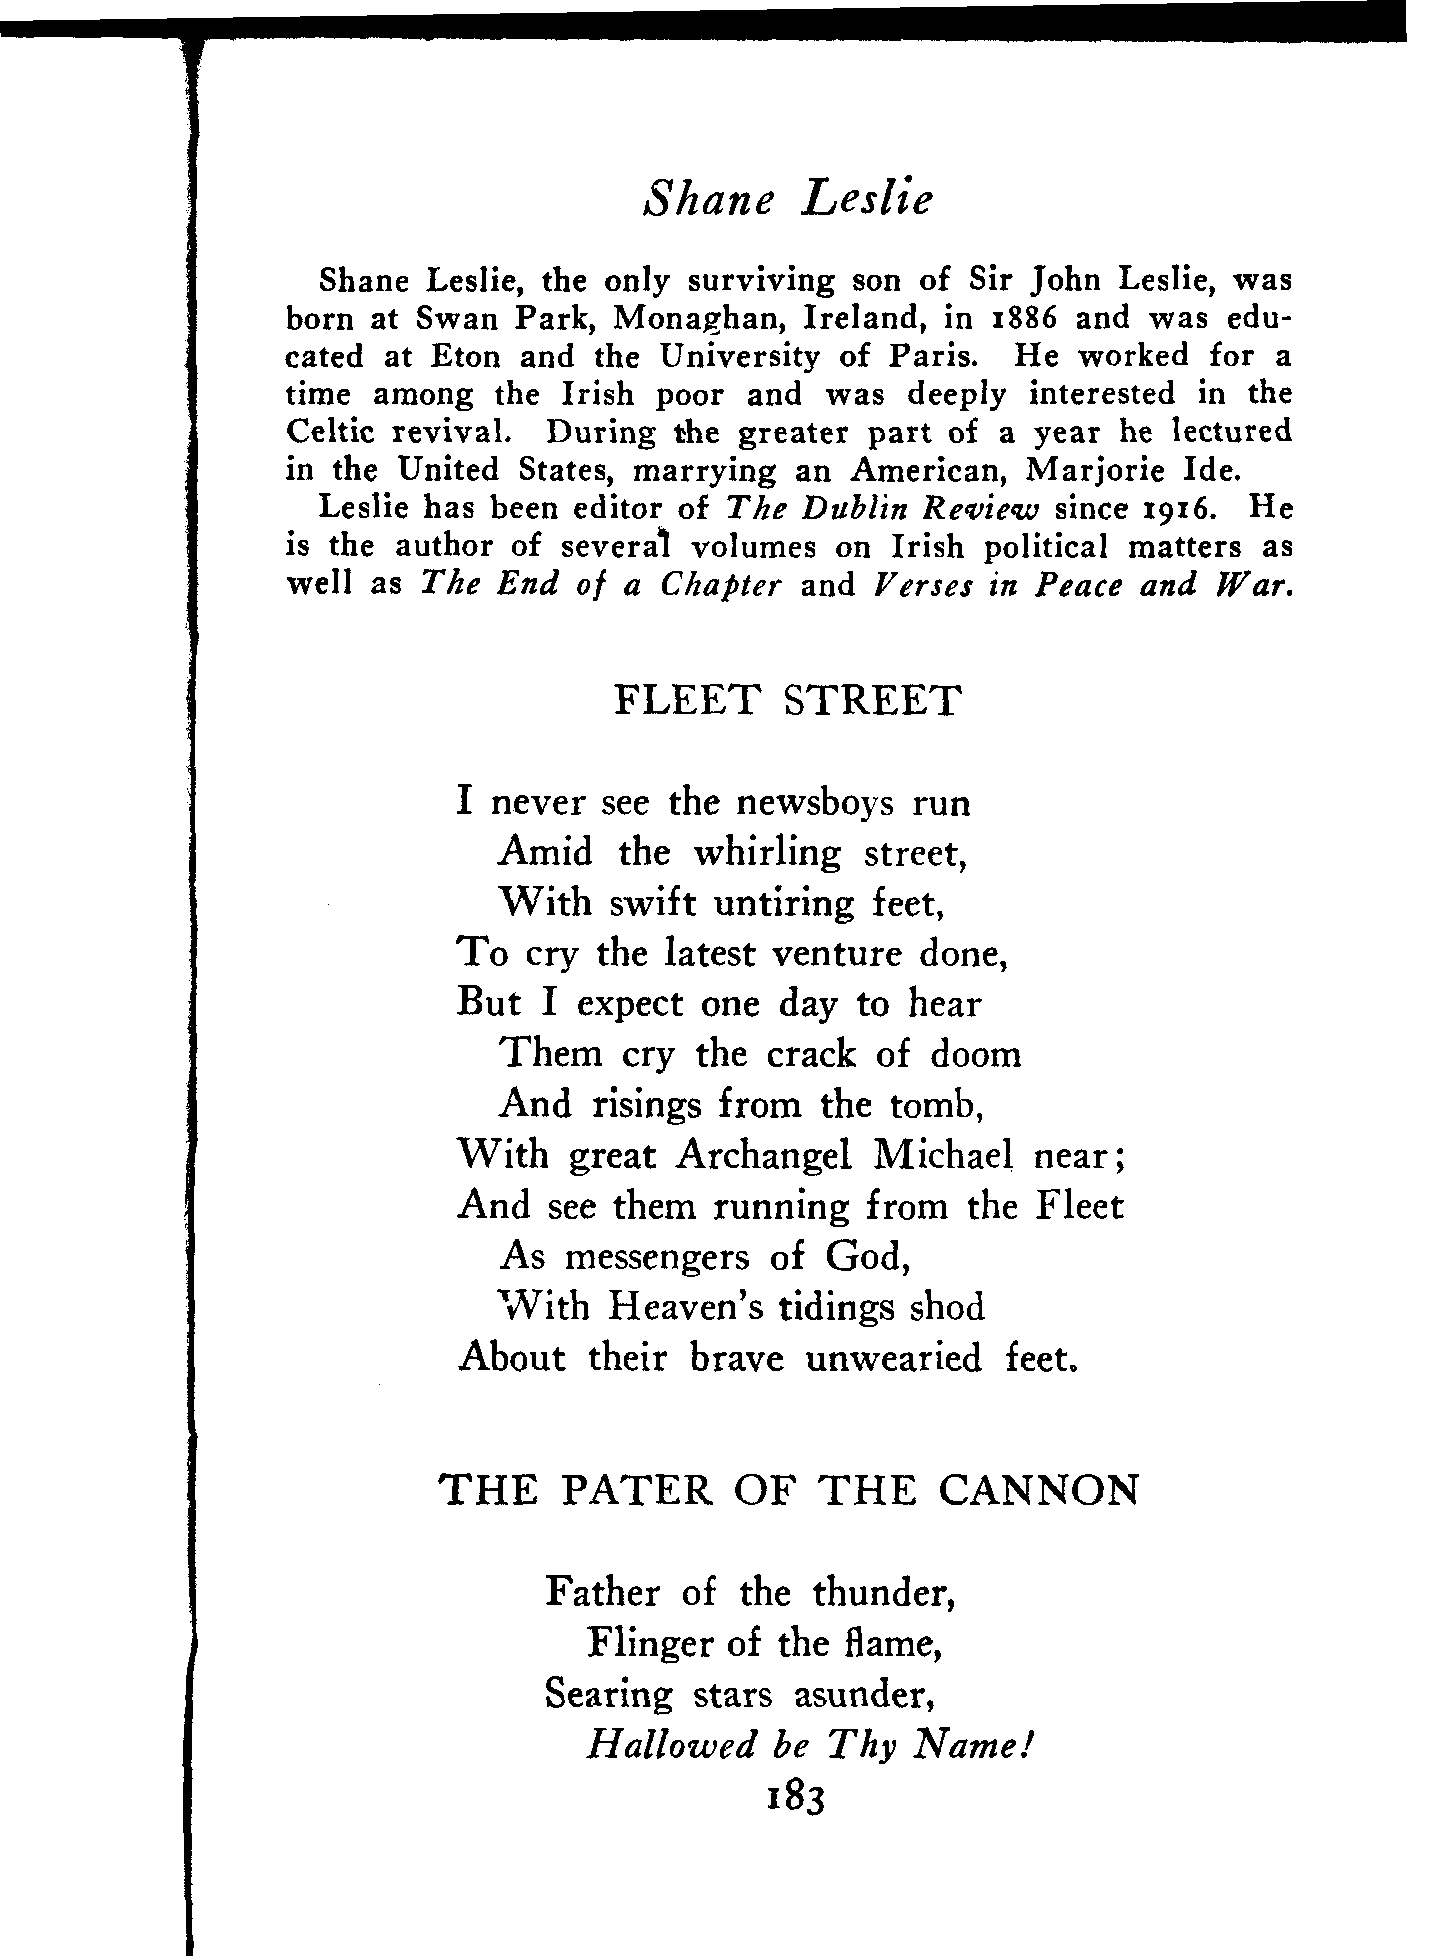 Shane Leslie
Shane Leslie, the only surviving son of Sir John Leslie, was
born at Swan Park, Monaghan, Ireland, in 1886 and was edu-
cated at Eton and the University of Paris. He worked for a
time among the Irish poor and was deeply interested in the
Celtic revival. During the greater part of a year he lectured
in the United States, marrying an American, Marjorie Ide.
Leslie has been editor of The Dublin Review since 1916. He
is the author of several volumes on Irish political matters as
well as The End of a Chapter and Verses in Peace and War.
FLEET STREET
I never see the newsboys run
Amid the whirling street,
With swift untiring feet,
To cry the latest venture done,
But I expect one day to hear
Them cry the crack of doom
And risings from the tomb,
With great Archangel Michael near;
And see them running from the Fleet
As messengers of God,
With Heaven's tidings shod
About their brave unwearied feet.
THE PATER OF THE CANNON
Father of the thunder,
Flinger of the flame,
Searing stars asunder,
Hallowed be Thy Name!
183